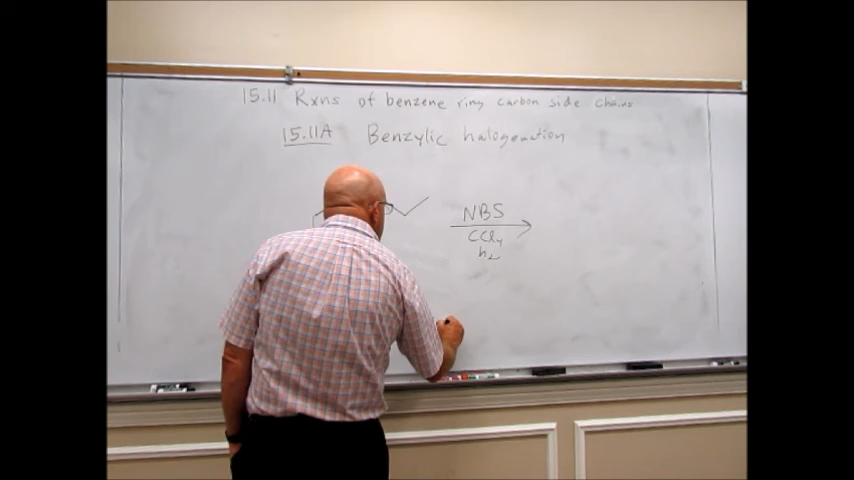 15.11 Rxns of benzene ring carbon side chains
15.11A Benzylic halogenation
NBS
CCl4
hν